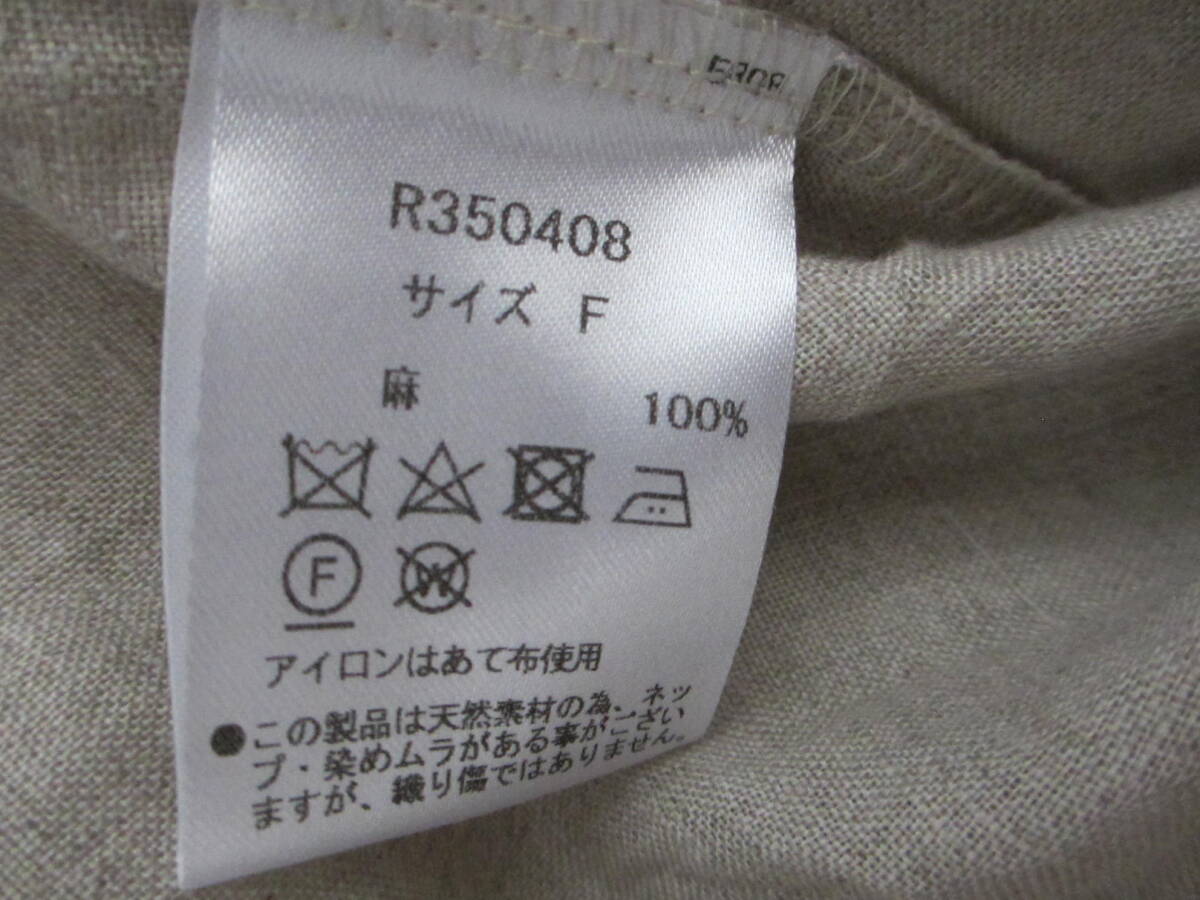 R350408
サイズ F
麻 100%
F
W
アイロンはあて布使用
●この製品は天然素材の為、ネッ
プ・染めムラがある事がござい
ますが、織り傷ではありません。